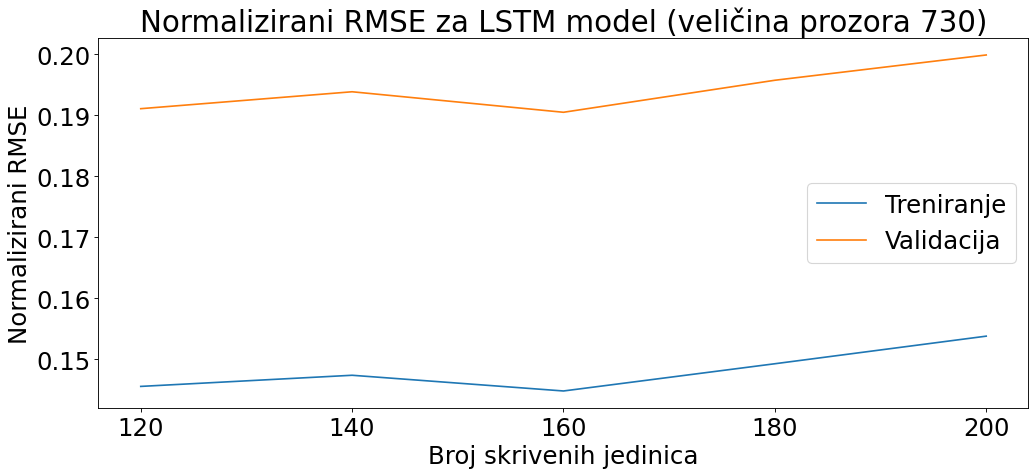 Normalizirani RMSE za LSTM model (veličina prozora 730)
Normalizirani RMSE
0.20
0.19
0.18
0.17
0.16
0.15
Treniranje
Validacija
120 140 160 180 200
Broj skrivenih jedinica